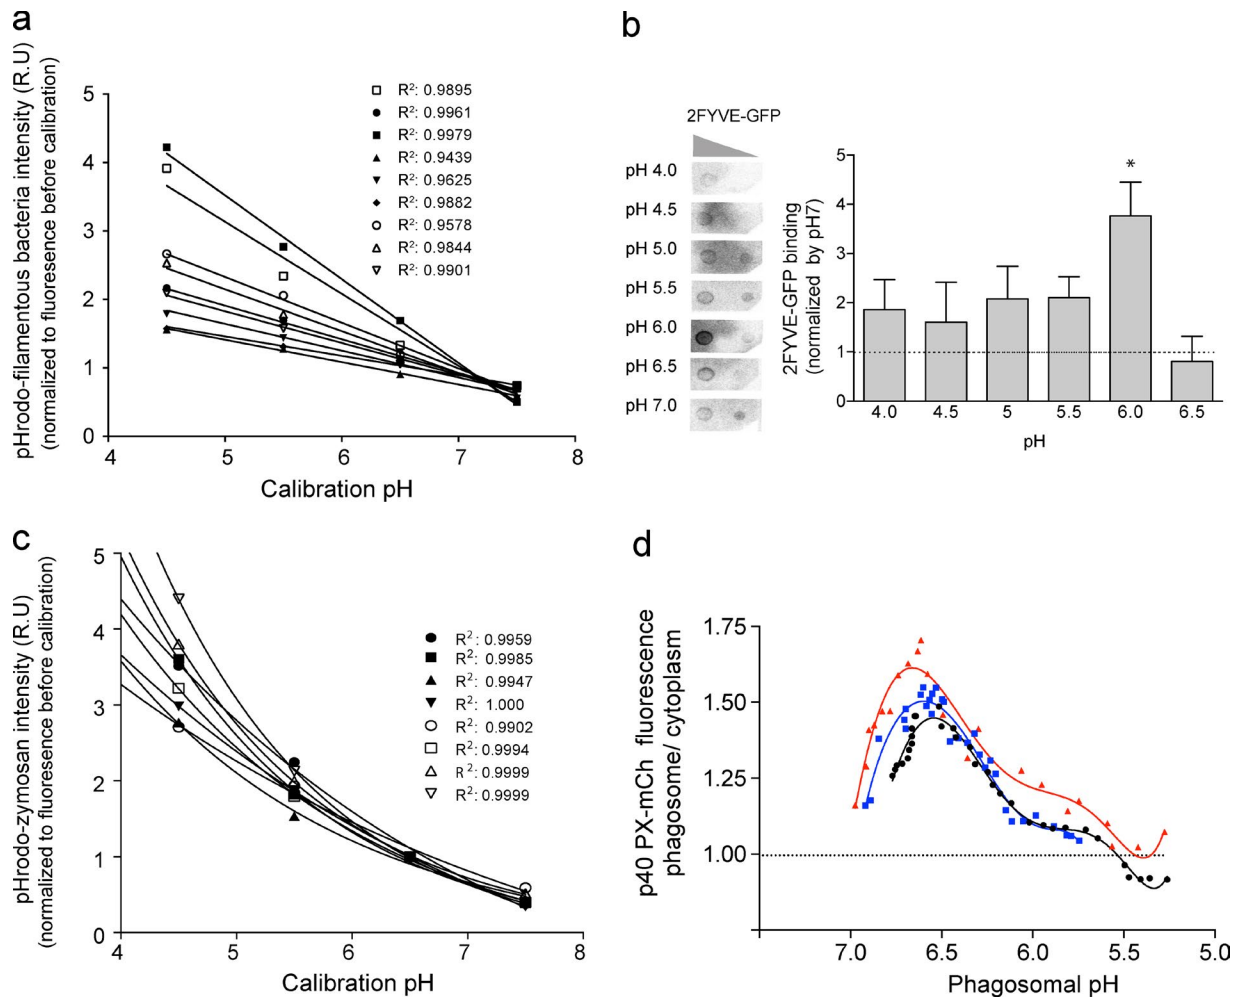 a
pHrodo-filamentous bacteria intensity (R.U)
(normalized to fluorescence before calibration)
5
4
3
2
1
0
4 5 6 7 8
Calibration pH
R2: 0.9895
R2: 0.9961
R2: 0.9979
R2: 0.9439
R2: 0.9625
R2: 0.9882
R2: 0.9578
R2: 0.9844
R2: 0.9901
b
2FYVE-GFP
pH 4.0
pH 4.5
pH 5.0
pH 5.5
pH 6.0
pH 6.5
pH 7.0
2FYVE-GFP binding
(normalized by pH7)
5
4
3
2
1
0
*
4.0 4.5 5 5.5 6.0 6.5
pH
c
pHrodo-zymosan intensity (R.U)
(normalized to fluorescence before calibration)
5
4
3
2
1
0
4 5 6 7 8
Calibration pH
R2: 0.9959
R2: 0.9985
R2: 0.9947
R2: 1.000
R2: 0.9902
R2: 0.9994
R2: 0.9999
R2: 0.9999
d
p40 PX-mCh fluorescence
phagosome/ cytoplasm
1.75
1.50
1.25
1.00
7.0 6.5 6.0 5.5 5.0
Phagosomal pH